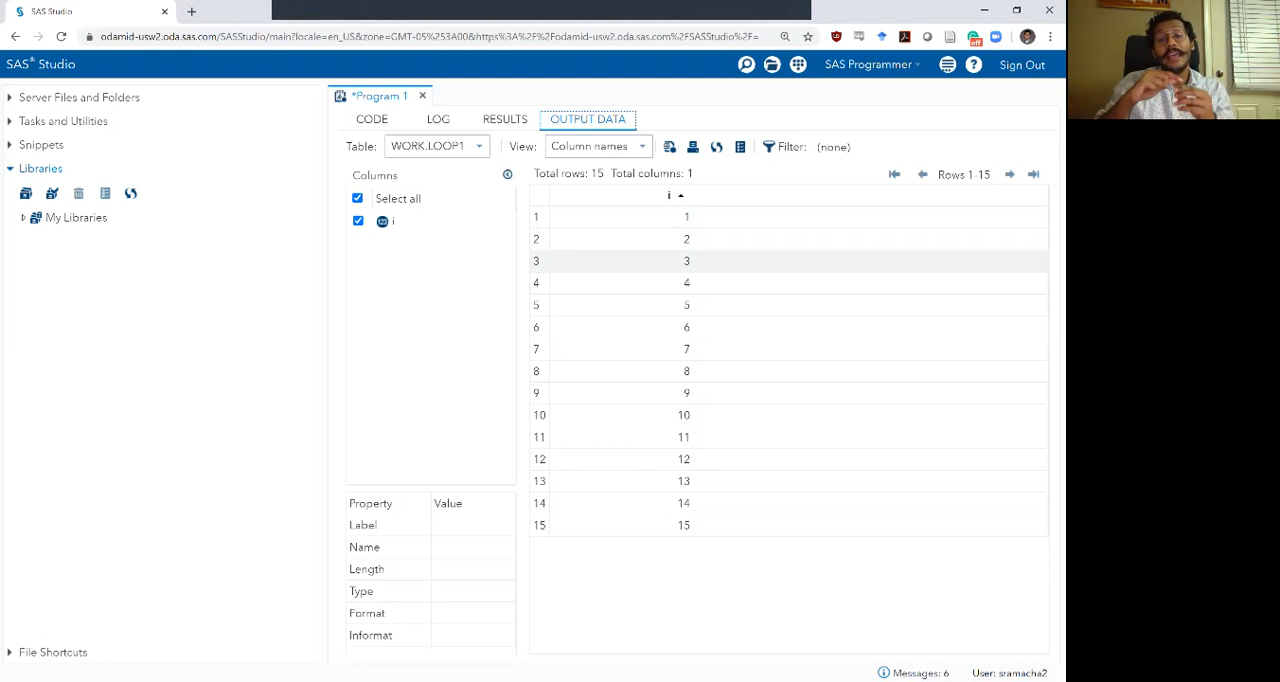 SAS Studio
odamid-usw2.oda.sas.com/SASStudio/main?locale=en_US&zone=GMT-05%253A00&https%3A%2F%2Fodamid-usw2.oda.sas.com%2FSASStudio%2F=
off
SAS® Studio
SAS Programmer
Sign Out
Server Files and Folders
Tasks and Utilities
Snippets
Libraries
My Libraries
File Shortcuts
*Program 1
CODE LOG RESULTS OUTPUT DATA
Table: WORK.LOOP1 View: Column names Filter: (none)
Columns
Select all
123 i
Property Value
Label
Name
Length
Type
Format
Informat
Total rows: 15 Total columns: 1 Rows 1-15
i
1 1
2 2
3 3
4 4
5 5
6 6
7 7
8 8
9 9
10 10
11 11
12 12
13 13
14 14
15 15
Messages: 6 User: sramacha2